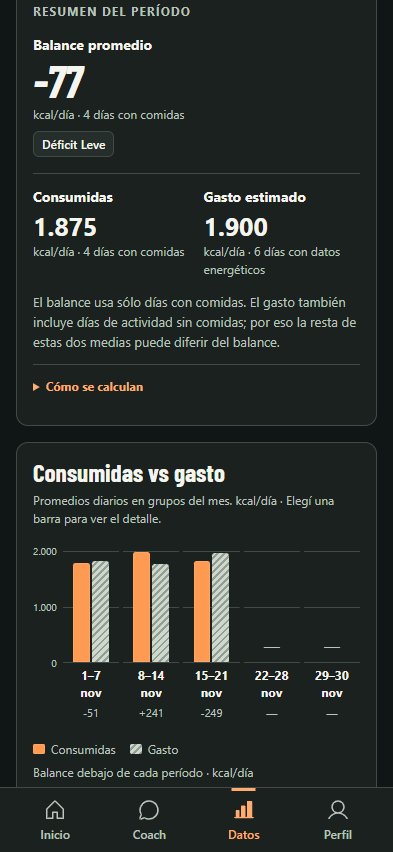 RESUMEN DEL PERÍODO
Balance promedio
-77
kcal/día · 4 días con comidas
Déficit Leve
Consumidas
Gasto estimado
1.875
1.900
kcal/día · 4 días con comidas
kcal/día · 6 días con datos
energéticos
El balance usa sólo días con comidas. El gasto también
incluye días de actividad sin comidas; por eso la resta de
estas dos medias puede diferir del balance.
▶ Cómo se calculan
Consumidas vs gasto
Promedios diarios en grupos del mes. kcal/día · Elegí una
barra para ver el detalle.
2.000
1.000
0
— —
1–7 8–14 15–21 22–28 29–30
nov nov nov nov nov
-51 +241 -249 — —
Consumidas Gasto
Balance debajo de cada período · kcal/día
Inicio Coach Datos Perfil